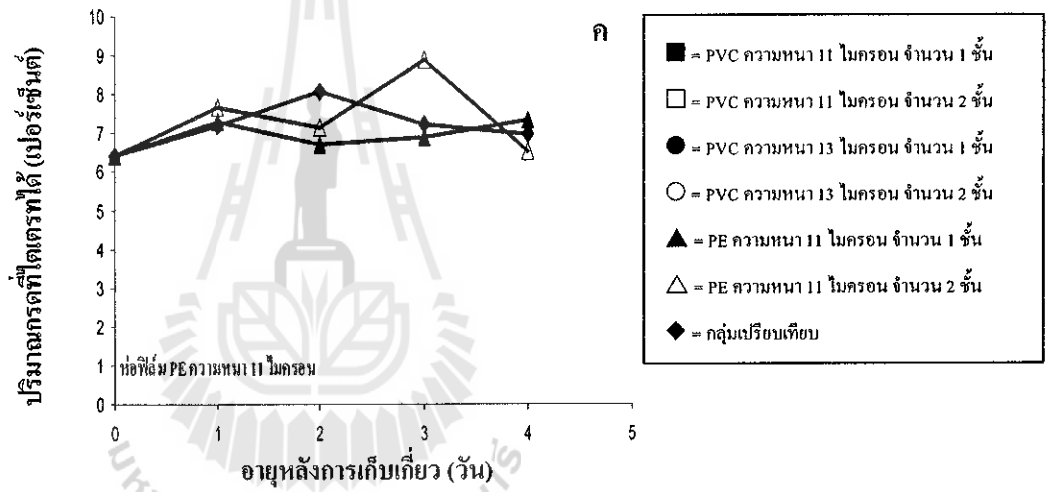 ค
ปริมาณกรดที่ไตเตรทได้ (เปอร์เซ็นต์)
10
9
8
7
6
5
4
3
2
1
0
ห่อฟิล์ม PE ความหนา 11 ไมครอน
0 1 2 3 4 5
อายุหลังการเก็บเกี่ยว (วัน)
■ = PVC ความหนา 11 ไมครอน จำนวน 1 ชั้น
□ = PVC ความหนา 11 ไมครอน จำนวน 2 ชั้น
● = PVC ความหนา 13 ไมครอน จำนวน 1 ชั้น
○ = PVC ความหนา 13 ไมครอน จำนวน 2 ชั้น
▲ = PE ความหนา 11 ไมครอน จำนวน 1 ชั้น
△ = PE ความหนา 11 ไมครอน จำนวน 2 ชั้น
◆ = กลุ่มเปรียบเทียบ